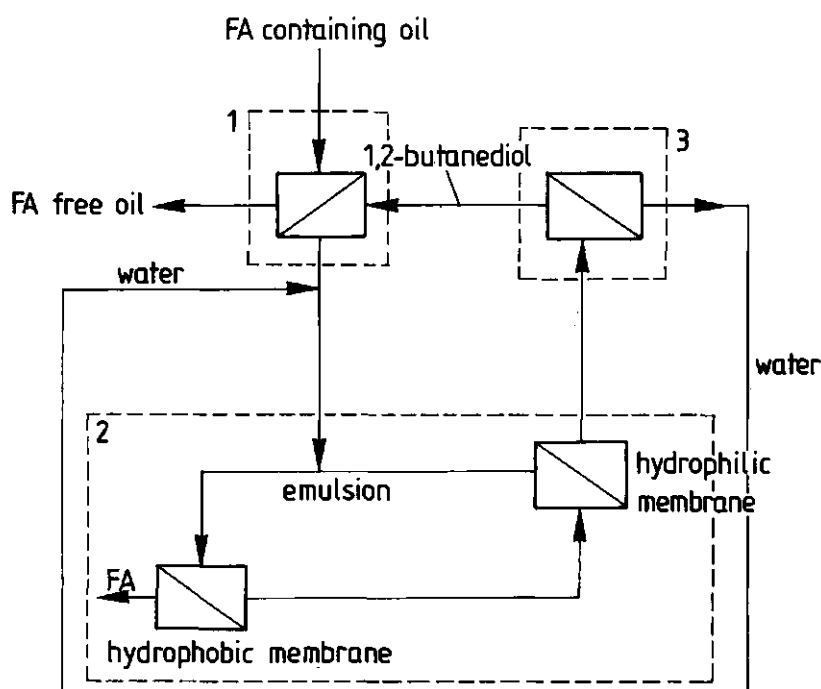 FA containing oil
1
3
1,2-butanediol
FA free oil
water
water
2
hydrophilic
membrane
emulsion
FA
hydrophobic membrane